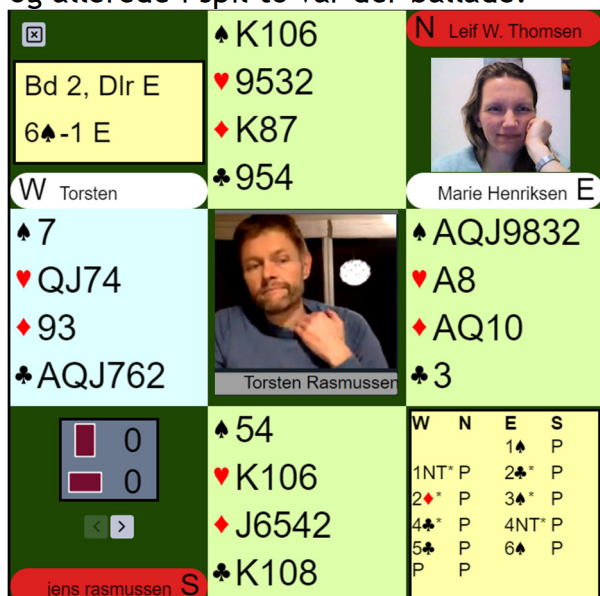 og allerede i spil to var der ballade:
♠ K106
N Leif W. Thomsen
Bd 2, Dlr E
♥ 9532
6♠-1 E
♦ K87
♣ 954
W Torsten
Marie Henriksen E
♠ 7
♠ AQJ9832
♥ QJ74
♥ A8
♦ 93
♦ AQ10
♣ AQJ762
♣ 3
Torsten Rasmussen
♠ 54
♥ K106
♦ J6542
♣ K108
0
0
< >
jens rasmussen S
W N E S
1♠ P
1NT* P 2♣* P
2♦* P 3♠* P
4♣* P 4NT* P
5♣ P 6♠ P
P P